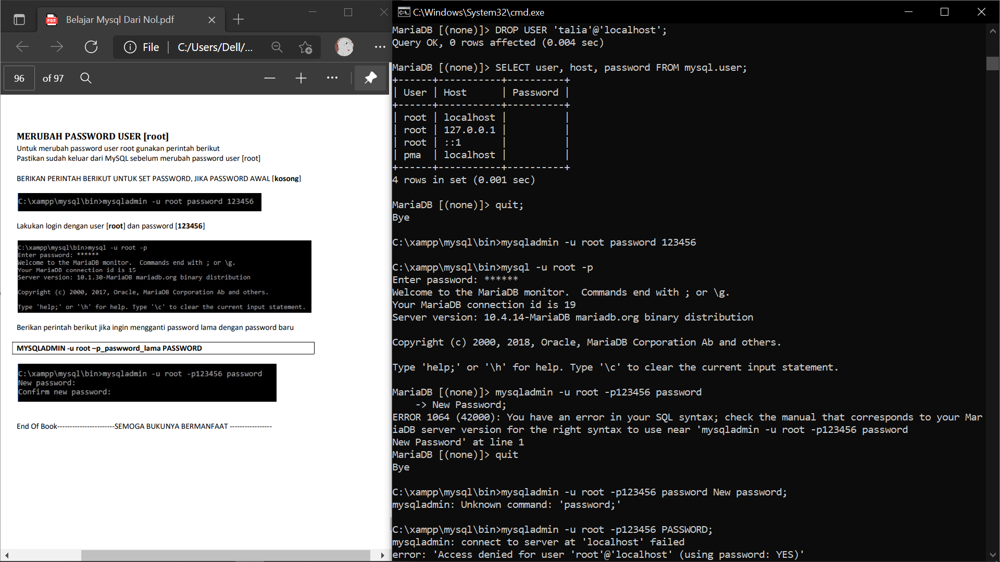 Belajar Mysql Dari Nol.pdf
File
C:/Users/Dell/...
96 of 97
MERUBAH PASSWORD USER [root]
Untuk merubah password user root gunakan perintah berikut
Pastikan sudah keluar dari MySQL sebelum merubah password user [root]
BERIKAN PERINTAH BERIKUT UNTUK SET PASSWORD, JIKA PASSWORD AWAL [kosong]
C:\xampp\mysql\bin>mysqladmin -u root password 123456
Lakukan login dengan user [root] dan password [123456]
C:\xampp\mysql\bin>mysql -u root -p
Enter password: ******
Welcome to the MariaDB monitor.  Commands end with ; or \g.
Your MariaDB connection id is 15
Server version: 10.1.30-MariaDB mariadb.org binary distribution
Copyright (c) 2000, 2017, Oracle, MariaDB Corporation Ab and others.
Type 'help;' or '\h' for help. Type '\c' to clear the current input statement.
Berikan perintah berikut jika ingin mengganti password lama dengan password baru
MYSQLADMIN -u root –p_paswword_lama PASSWORD
C:\xampp\mysql\bin>mysqladmin -u root -p123456 password
New password:
Confirm new password:
End Of Book-----------------------SEMOGA BUKUNYA BERMANFAAT -----------------
C:\Windows\System32\cmd.exe
MariaDB [(none)]> DROP USER 'talia'@'localhost';
Query OK, 0 rows affected (0.004 sec)
MariaDB [(none)]> SELECT user, host, password FROM mysql.user;
+------+-----------+----------+
| User | Host      | Password |
+------+-----------+----------+
| root | localhost |          |
| root | 127.0.0.1 |          |
| root | ::1       |          |
| pma  | localhost |          |
+------+-----------+----------+
4 rows in set (0.001 sec)
MariaDB [(none)]> quit;
Bye
C:\xampp\mysql\bin>mysqladmin -u root password 123456
C:\xampp\mysql\bin>mysql -u root -p
Enter password: ******
Welcome to the MariaDB monitor.  Commands end with ; or \g.
Your MariaDB connection id is 19
Server version: 10.4.14-MariaDB mariadb.org binary distribution
Copyright (c) 2000, 2018, Oracle, MariaDB Corporation Ab and others.
Type 'help;' or '\h' for help. Type '\c' to clear the current input statement.
MariaDB [(none)]> mysqladmin -u root -p123456 password
    -> New Password;
ERROR 1064 (42000): You have an error in your SQL syntax; check the manual that corresponds to your Mar
iaDB server version for the right syntax to use near 'mysqladmin -u root -p123456 password
New Password' at line 1
MariaDB [(none)]> quit
Bye
C:\xampp\mysql\bin>mysqladmin -u root -p123456 password New password;
mysqladmin: Unknown command: 'password;'
C:\xampp\mysql\bin>mysqladmin -u root -p123456 PASSWORD;
mysqladmin: connect to server at 'localhost' failed
error: 'Access denied for user 'root'@'localhost' (using password: YES)'